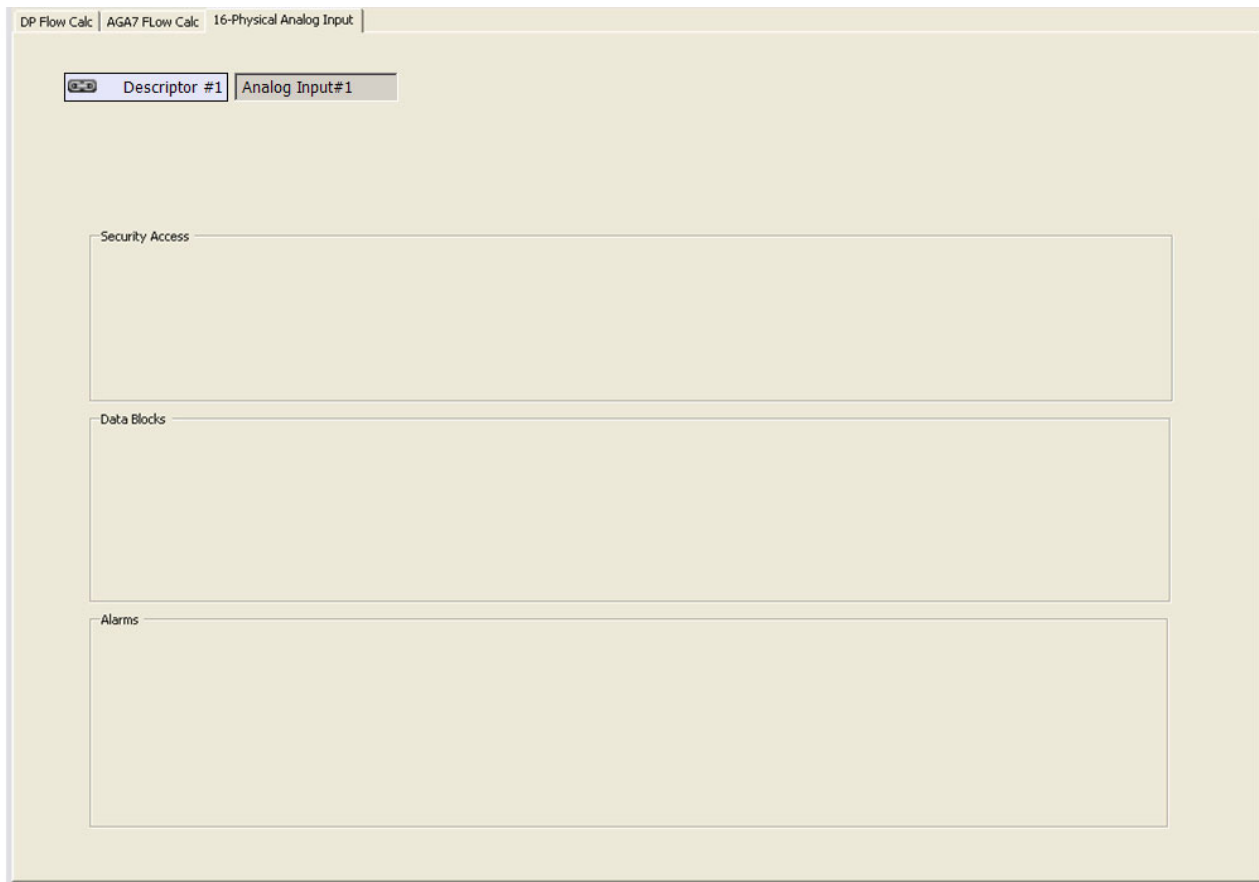 DP Flow Calc AGA7 FLow Calc 16-Physical Analog Input
Descriptor #1 Analog Input#1
Security Access
Data Blocks
Alarms